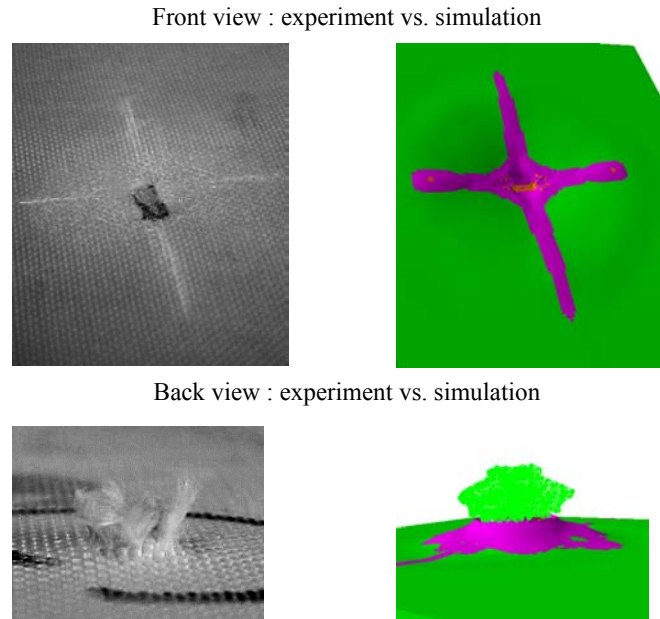 Front view : experiment vs. simulation
Back view : experiment vs. simulation